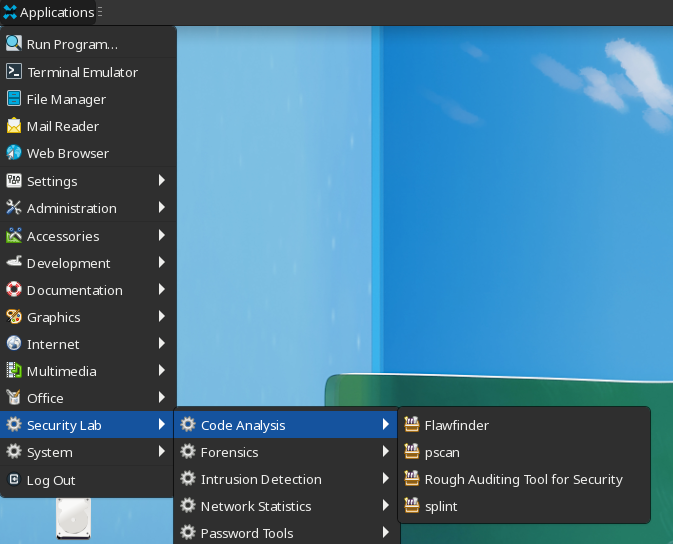 Applications
Run Program…
Terminal Emulator
File Manager
Mail Reader
Web Browser
Settings
Administration
Accessories
Development
Documentation
Graphics
Internet
Multimedia
Office
Security Lab
System
Log Out
Code Analysis
Forensics
Intrusion Detection
Network Statistics
Password Tools
Flawfinder
pscan
Rough Auditing Tool for Security
splint